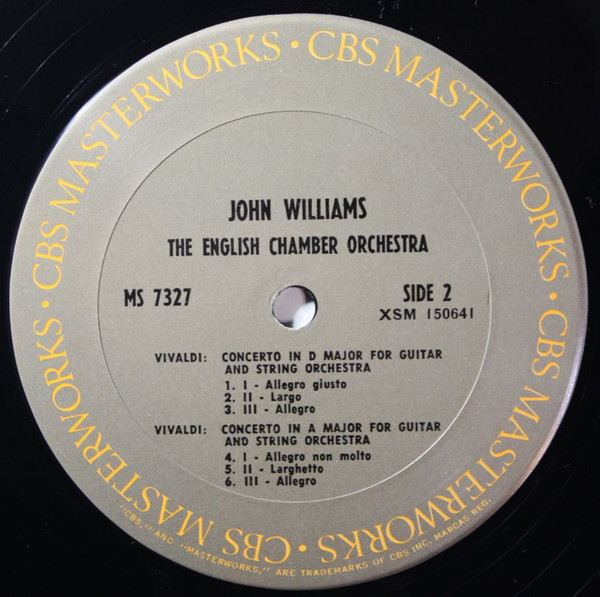 CBS MASTERWORKS • CBS MASTERWORKS • CBS MASTERWORKS • CBS MASTERWORKS • CBS MASTERWORKS •
JOHN WILLIAMS
THE ENGLISH CHAMBER ORCHESTRA
MS 7327
SIDE 2
XSM 150641
VIVALDI: CONCERTO IN D MAJOR FOR GUITAR
AND STRING ORCHESTRA
1. I - Allegro giusto
2. II - Largo
3. III - Allegro
VIVALDI: CONCERTO IN A MAJOR FOR GUITAR
AND STRING ORCHESTRA
4. I - Allegro non molto
5. II - Larghetto
6. III - Allegro
"CBS," AND "MASTERWORKS," ARE TRADEMARKS OF CBS INC. MARCAS REG.